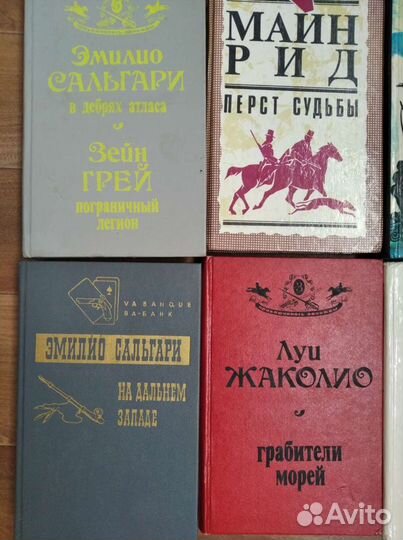 Эмилио
САЛЬГАРИ
в дебрях атласа
Зейн
ГРЕЙ
пограничный
легион
МАЙН
РИД
ПЕРСТ СУДЬБЫ
VA BANQUE
ВА-БАНК
ЭМИЛИО САЛЬГАРИ
НА ДАЛЬНЕМ
ЗАПАДЕ
Луи
ЖАКОЛИО
грабители
морей
Avito